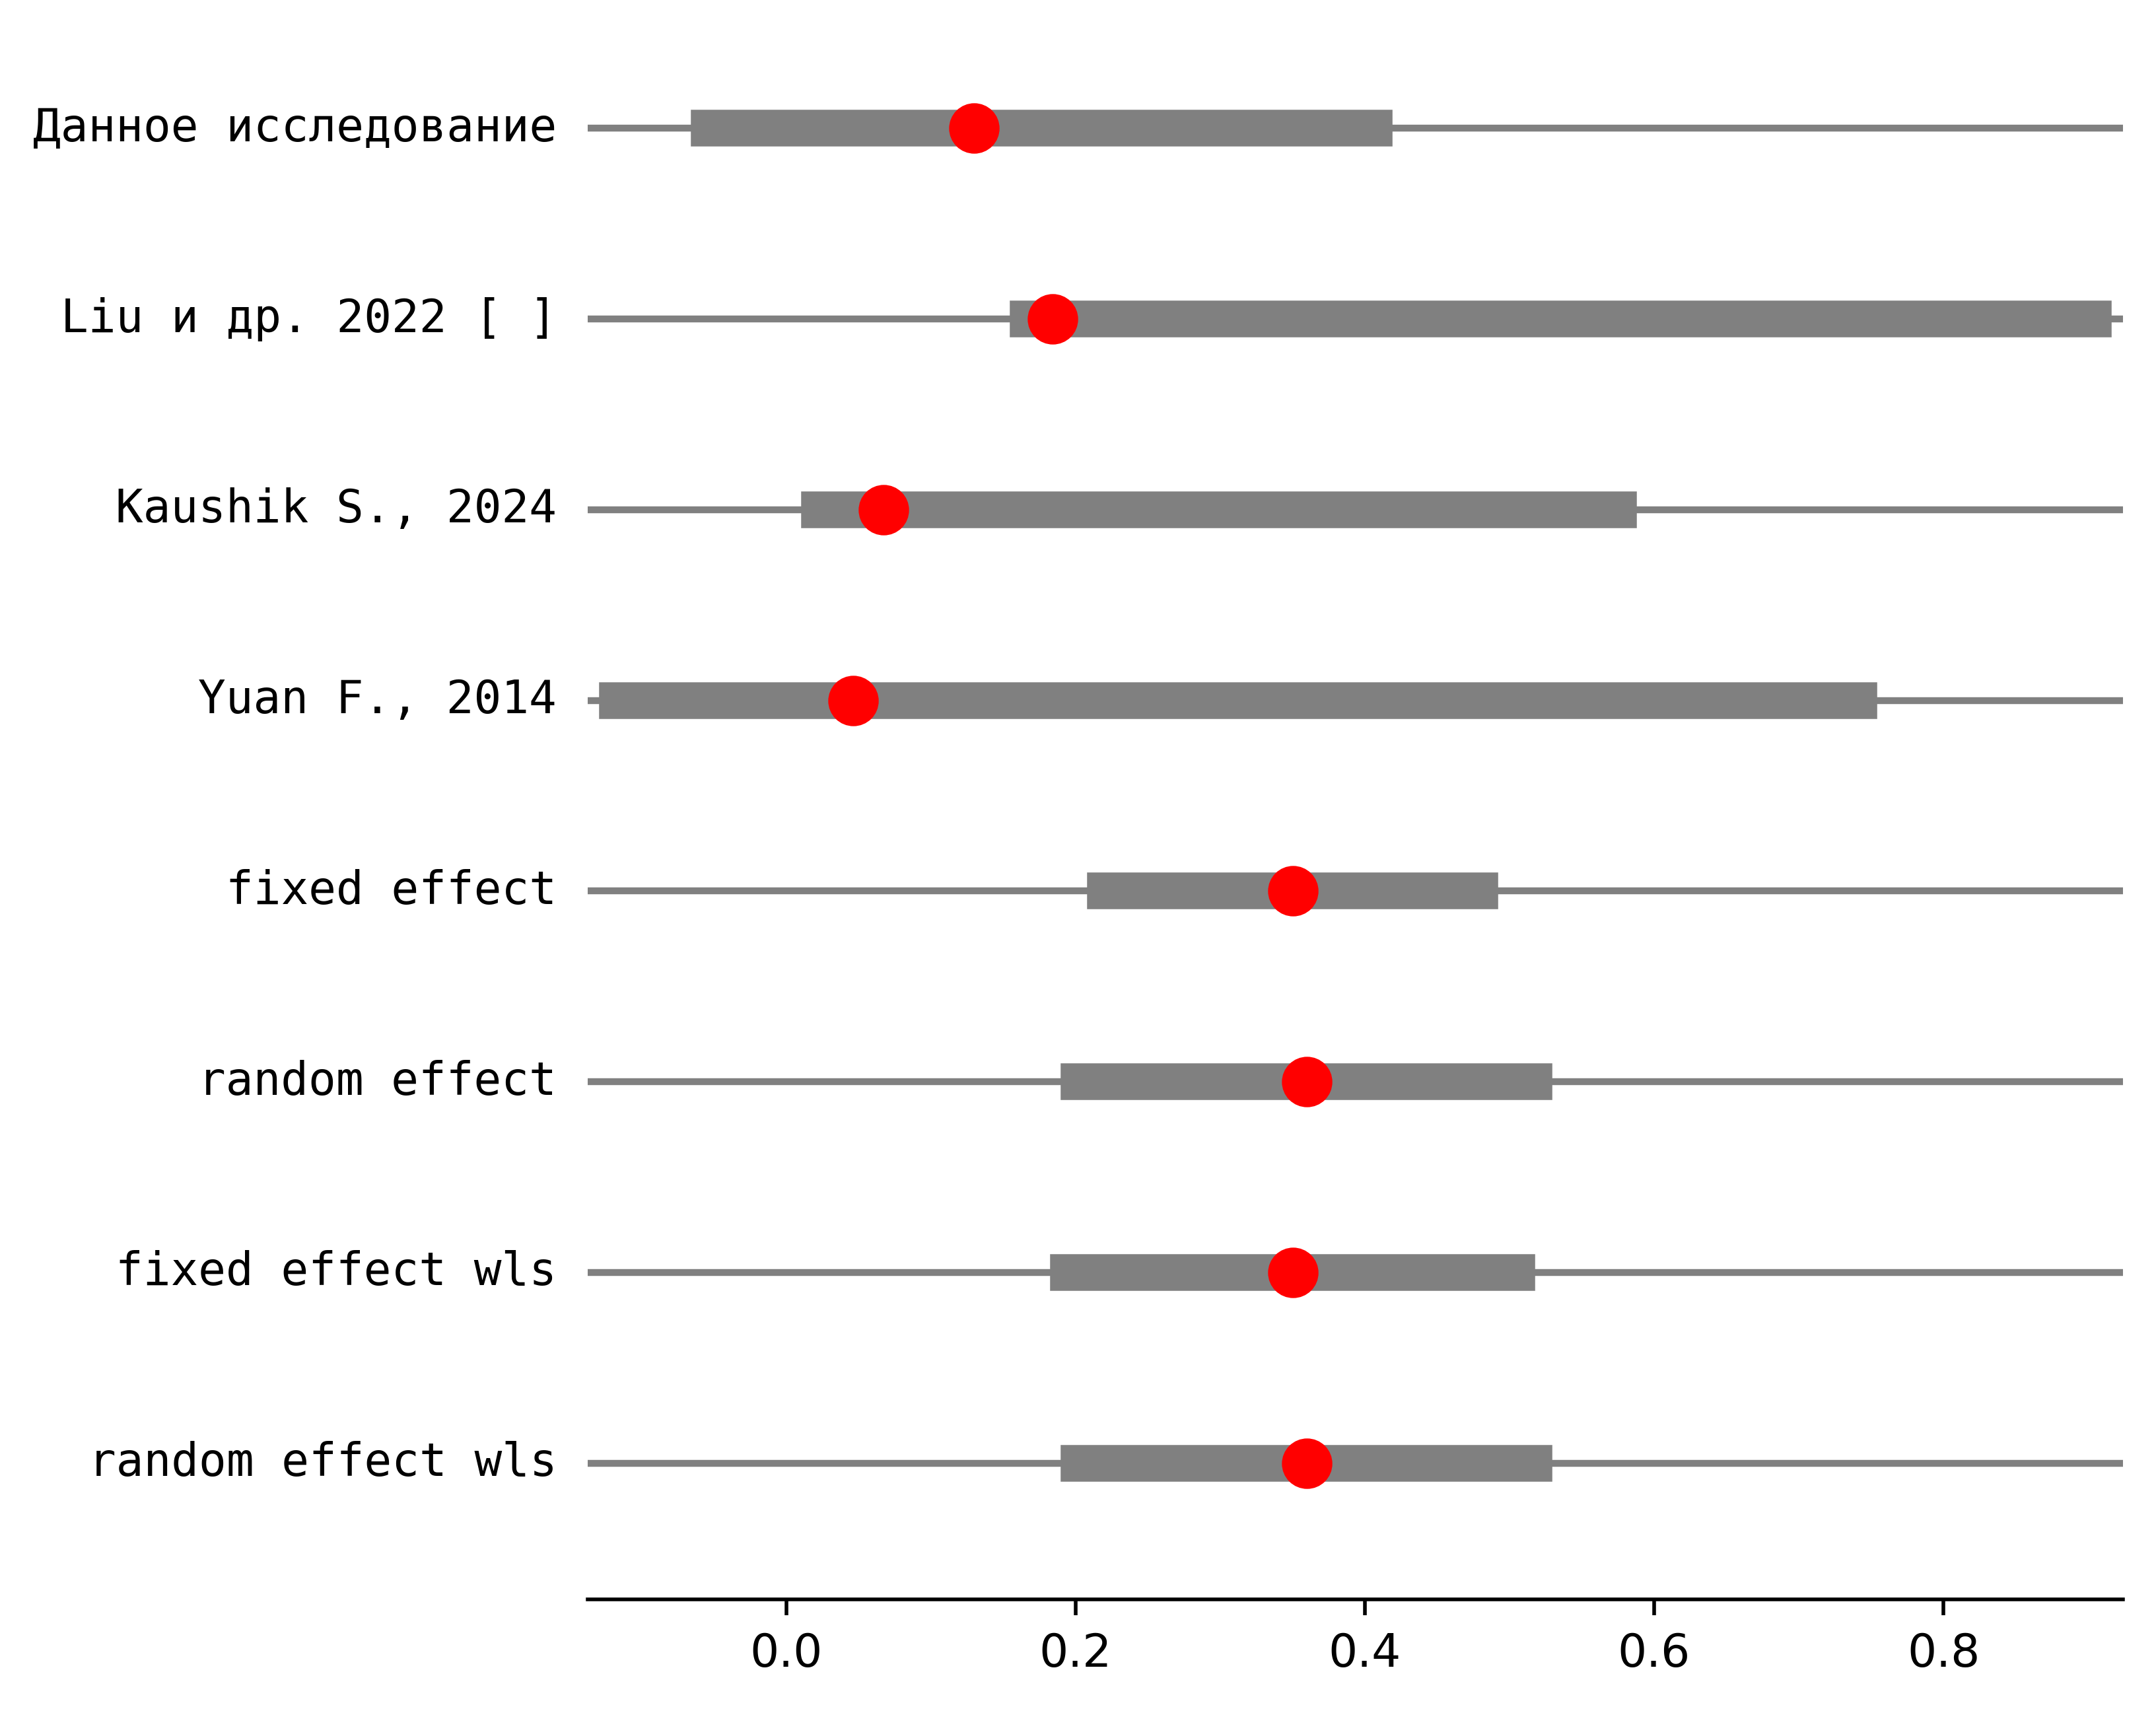 Данное исследование
Liu и др. 2022 [ ]
Kaushik S., 2024
Yuan F., 2014
fixed effect
random effect
fixed effect wls
random effect wls
0.0 0.2 0.4 0.6 0.8